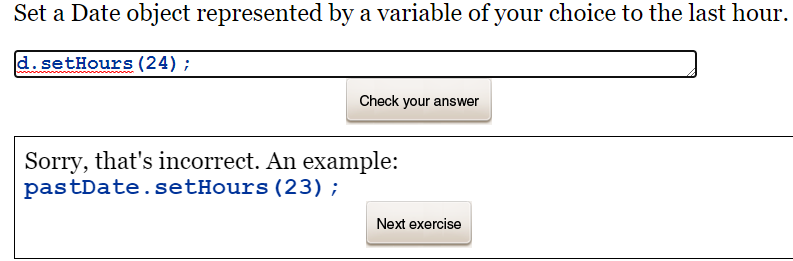 Set a Date object represented by a variable of your choice to the last hour.
d.setHours(24);
Check your answer
Sorry, that's incorrect. An example:
pastDate.setHours(23);
Next exercise